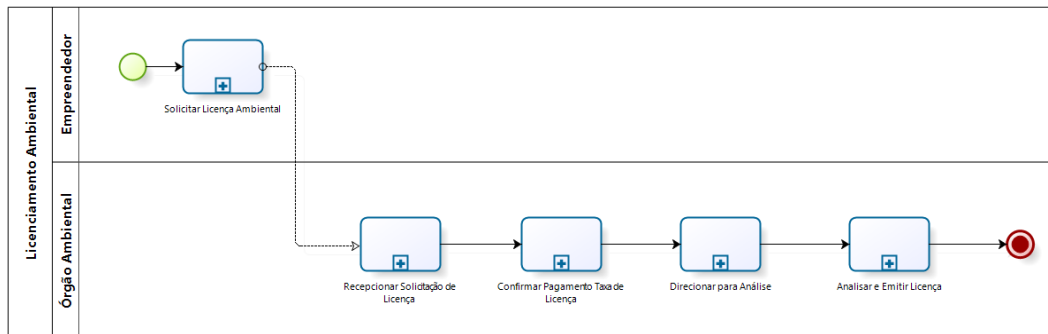 Licenciamento Ambiental
Empreendedor
Solicitar Licença Ambiental
Órgão Ambiental
Recepcionar Solicitação de
Licença
Confirmar Pagamento Taxa de
Licença
Direcionar para Análise
Analisar e Emitir Licença